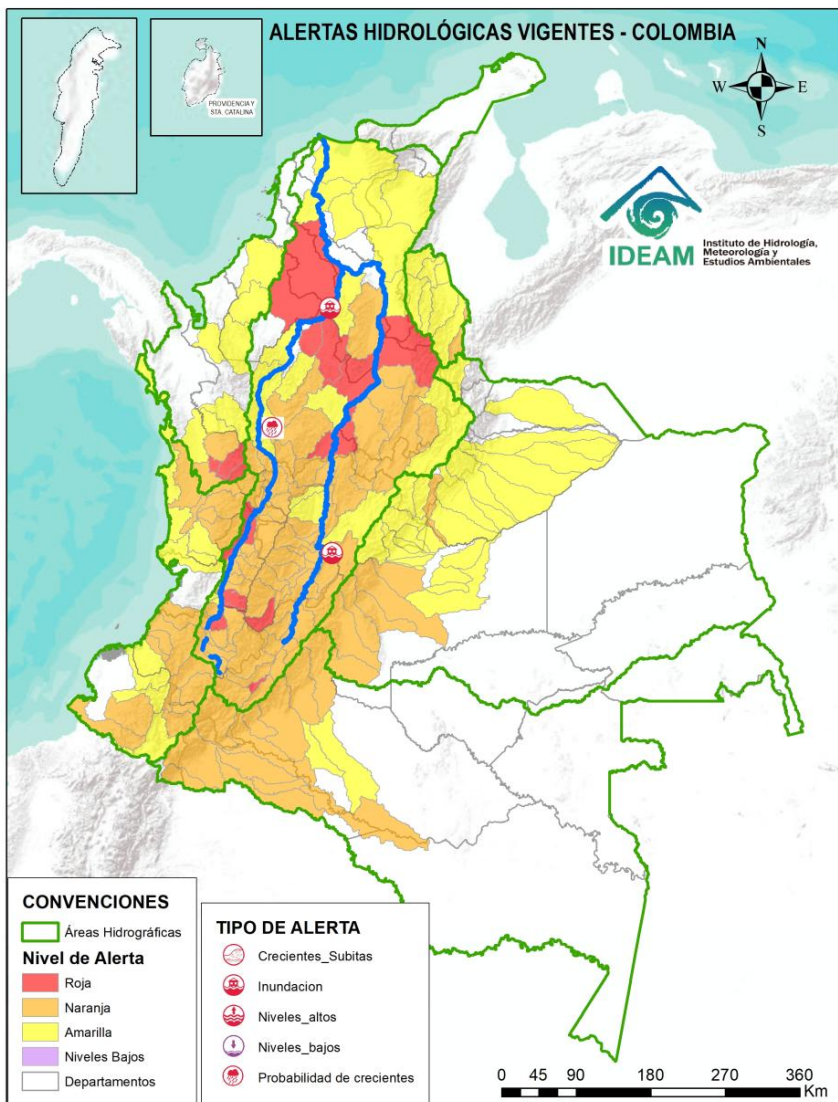 ALERTAS HIDROLÓGICAS VIGENTES - COLOMBIA
PROVIDENCIA Y
STA. CATALINA
N
W
E
S
IDEAM
Instituto de Hidrología,
Meteorología y
Estudios Ambientales
CONVENCIONES
Áreas Hidrográficas
Nivel de Alerta
Roja
Naranja
Amarilla
Niveles Bajos
Departamentos
TIPO DE ALERTA
Crecientes_Subitas
Inundacion
Niveles_altos
Niveles_bajos
Probabilidad de crecientes
0 45 90 180 270 360
Km